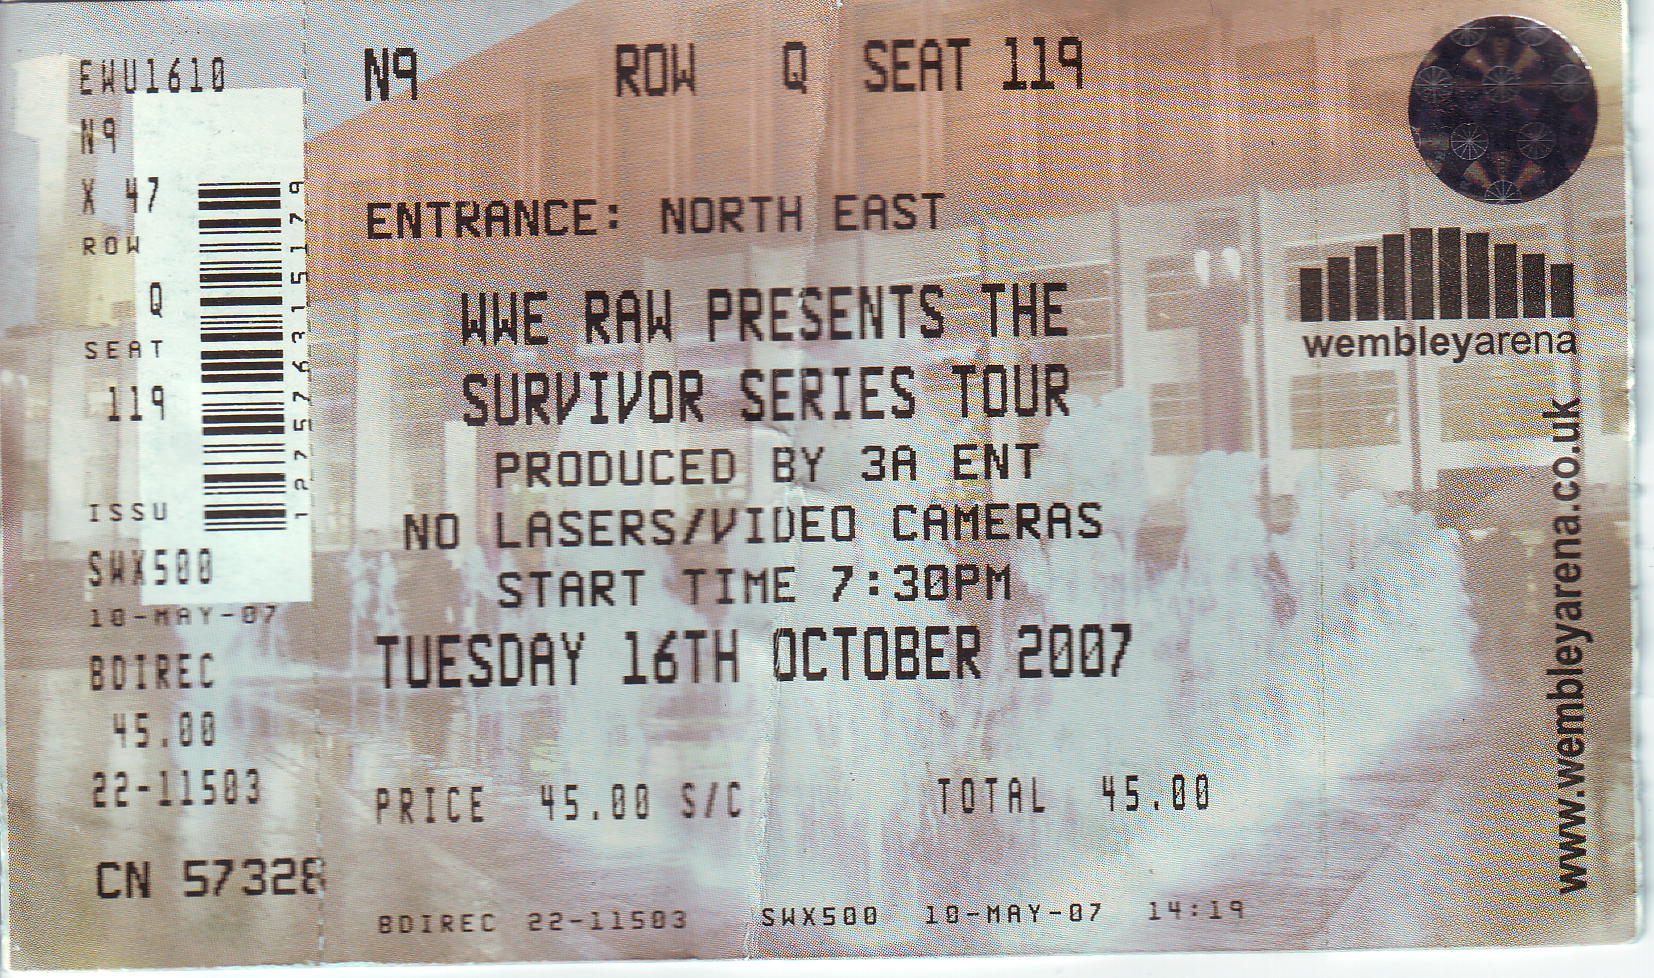 EWU1610
N9
X 47
ROW
Q
SEAT
119
ISSU
SWX500
10-MAY-07
BDIREC
45.00
22-11503
CN 57328
127575763151179
N9 ROW Q SEAT 119
ENTRANCE: NORTH EAST
WWE RAW PRESENTS THE
SURVIVOR SERIES TOUR
PRODUCED BY 3A ENT
NO LASERS/VIDEO CAMERAS
START TIME 7:30PM
TUESDAY 16TH OCTOBER 2007
PRICE 45.00 S/C TOTAL 45.00
BDIREC 22-11503 SWX500 10-MAY-07 14:19
wembleyarena
www.wembleyarena.co.uk